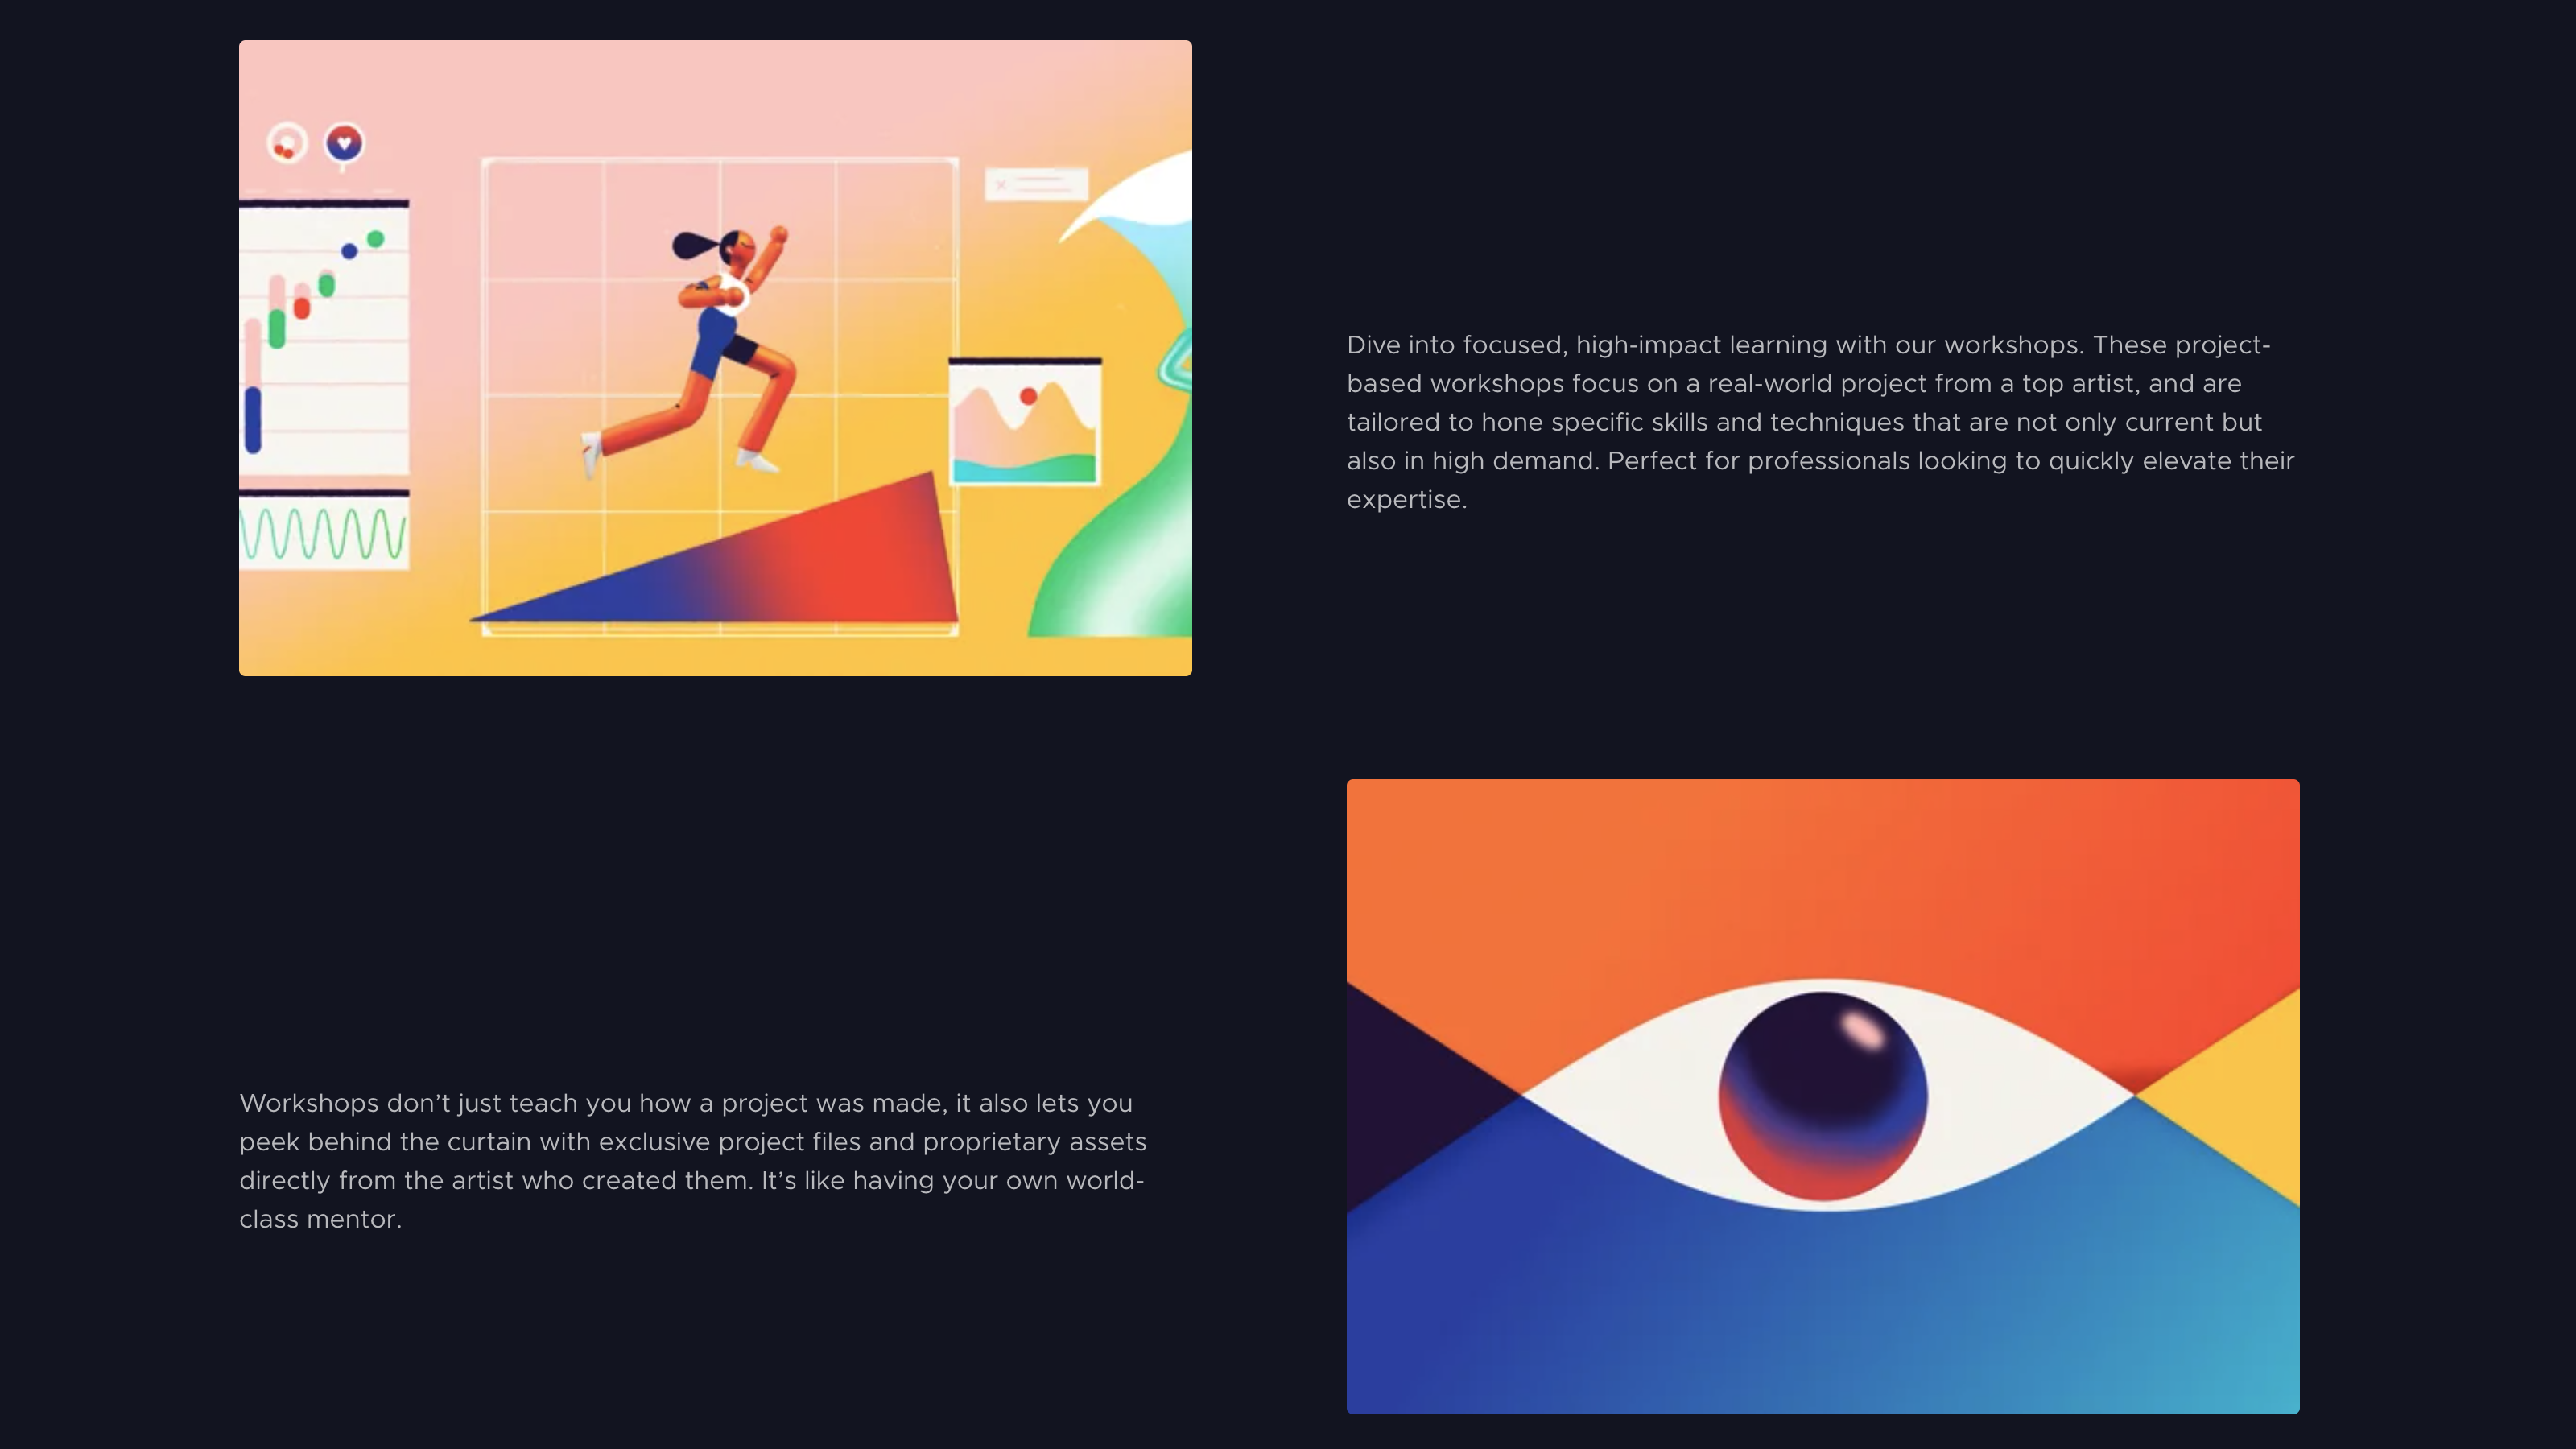 Dive into focused, high-impact learning with our workshops. These project-
based workshops focus on a real-world project from a top artist, and are
tailored to hone specific skills and techniques that are not only current but
also in high demand. Perfect for professionals looking to quickly elevate their
expertise.
Workshops don’t just teach you how a project was made, it also lets you
peek behind the curtain with exclusive project files and proprietary assets
directly from the artist who created them. It’s like having your own world-
class mentor.